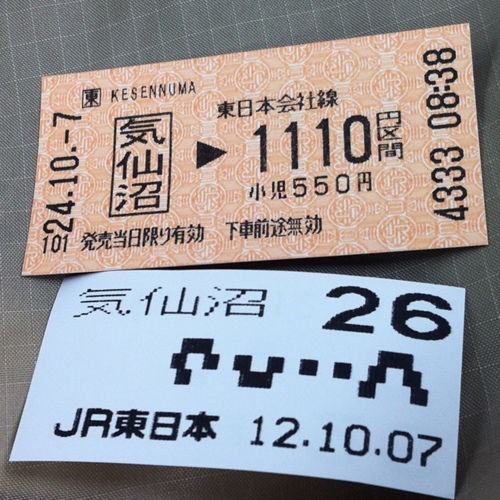 東 KESENNUMA
気仙沼 ▶ 東日本会社線 1110円区間
小児550円
24.10.-7
101 発売当日限り有効 下車前途無効
4333 08:38
気仙沼 26
JR東日本 12.10.07